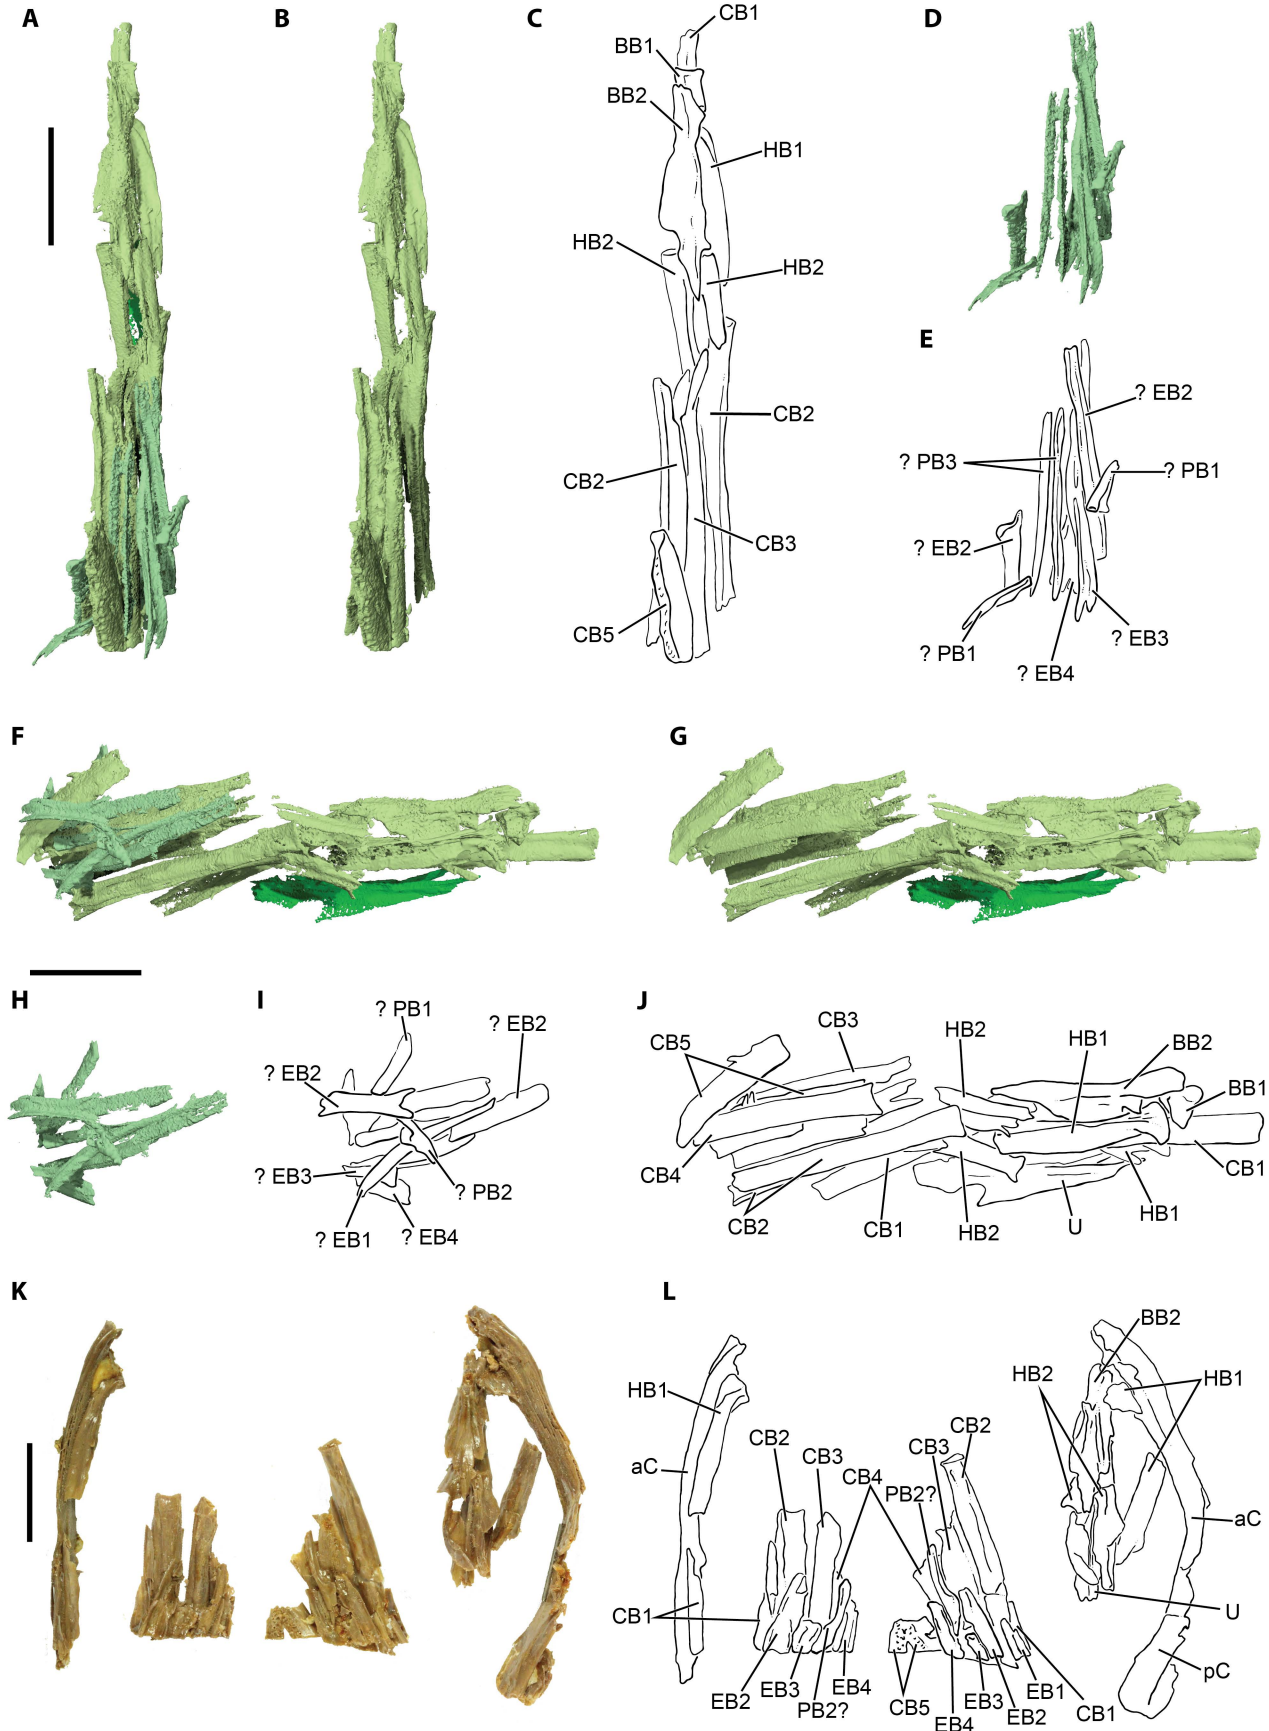 A
B
C
D
CB1
BB1
BB2
HB1
HB2
HB2
CB2
CB2
CB3
CB5
E
? EB2
? PB3
? PB1
? EB2
? EB3
? PB1
? EB4
F
G
H
I
J
? PB1
? EB2
? EB2
? EB3
? PB2
? EB1
? EB4
CB3
CB5
HB2
HB1
BB2
BB1
CB4
CB1
CB2
CB1
HB2
U
HB1
K
L
BB2
HB1
HB2
HB1
CB2
CB3
aC
CB4
CB3
CB2
PB2?
aC
CB1
U
pC
EB2
EB3
PB2?
EB4
CB5
EB4
EB3
EB2
EB1
CB1